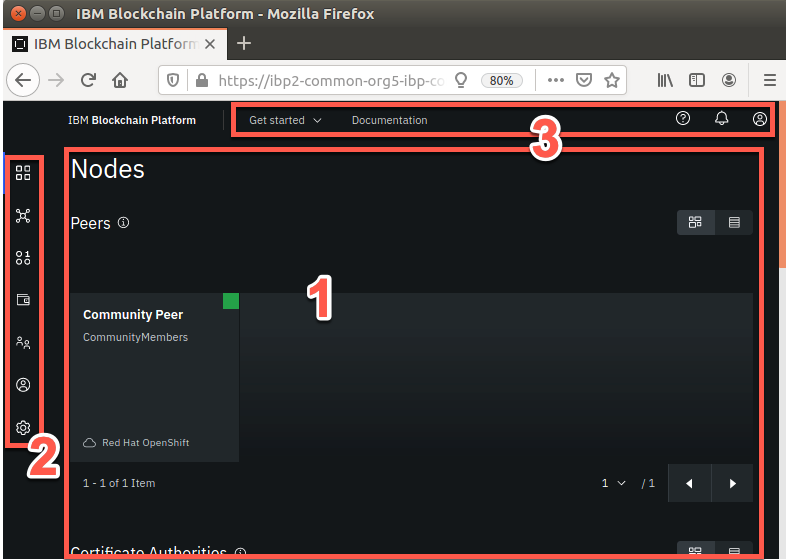 IBM Blockchain Platform - Mozilla Firefox
IBM Blockchain Platform
https://ibp2-common-org5-ibp-co
80%
IBM Blockchain Platform
Get started
Documentation
3
Nodes
Peers
1
Community Peer
CommunityMembers
Red Hat OpenShift
2
1 - 1 of 1 Item
1
/ 1
Certificate Authorities